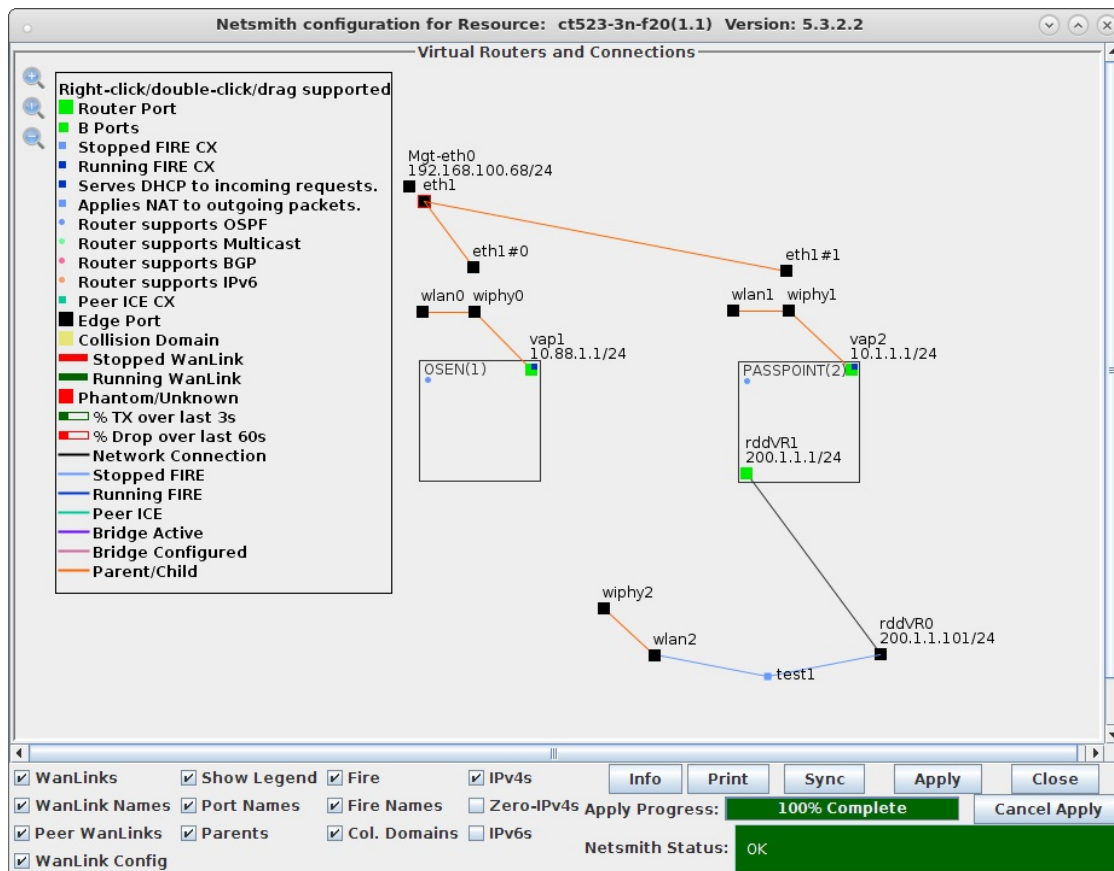 Netsmith configuration for Resource:  ct523-3n-f20(1.1)  Version: 5.3.2.2
Virtual Routers and Connections
Right-click/double-click/drag supported
Router Port
B Ports
Stopped FIRE CX
Running FIRE CX
Serves DHCP to incoming requests.
Applies NAT to outgoing packets.
Router supports OSPF
Router supports Multicast
Router supports BGP
Router supports IPv6
Peer ICE CX
Edge Port
Collision Domain
Stopped WanLink
Running WanLink
Phantom/Unknown
% TX over last 3s
% Drop over last 60s
Network Connection
Stopped FIRE
Running FIRE
Peer ICE
Bridge Active
Bridge Configured
Parent/Child
Mgt-eth0
192.168.100.68/24
eth1
eth1#0
eth1#1
wlan0
wiphy0
wlan1
wiphy1
vap1
10.88.1.1/24
vap2
10.1.1.1/24
OSEN(1)
PASSPOINT(2)
rddVR1
200.1.1.1/24
wiphy2
wlan2
rddVR0
200.1.1.101/24
test1
WanLinks
Show Legend
Fire
IPv4s
Info
Print
Sync
Apply
Close
WanLink Names
Port Names
Fire Names
Zero-IPv4s
Apply Progress:
100% Complete
Cancel Apply
Peer WanLinks
Parents
Col. Domains
IPv6s
Netsmith Status:
OK
WanLink Config